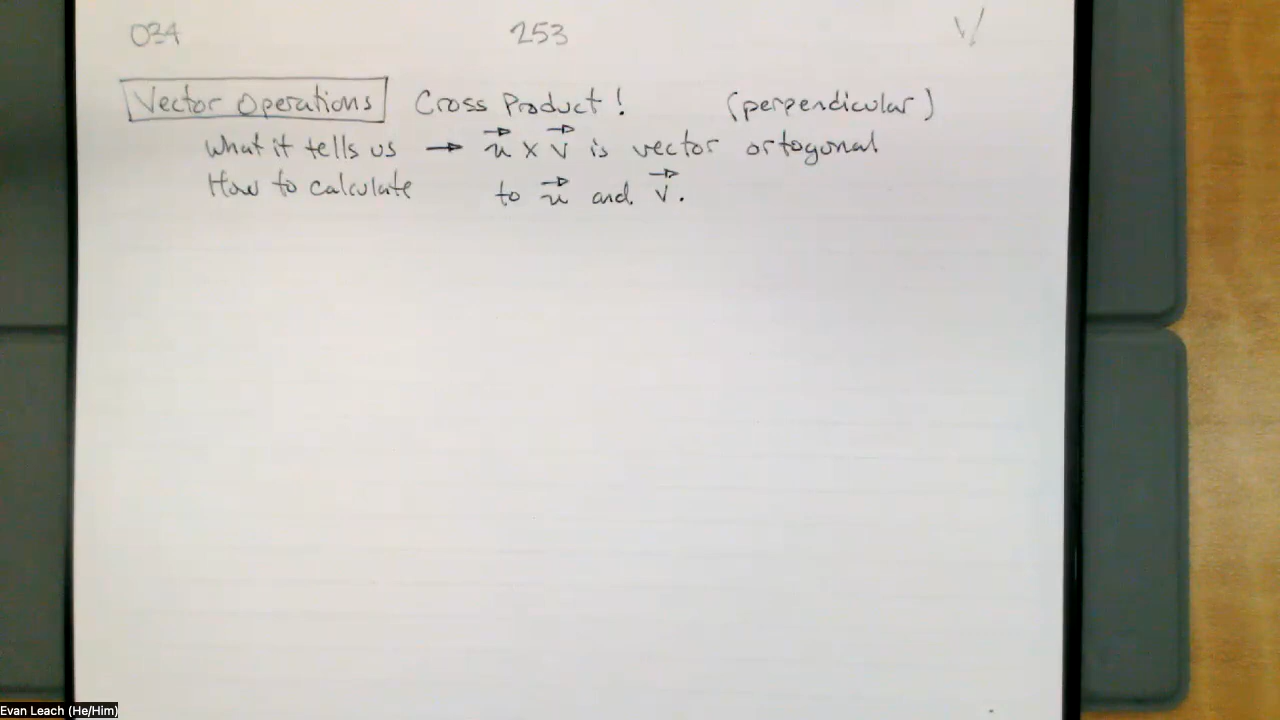 034 253 V/
Vector Operations Cross Product! (perpendicular)
What it tells us → u⃗ x v⃗ is vector ortogonal
How to calculate to u⃗ and v⃗.
Evan Leach (He/Him)